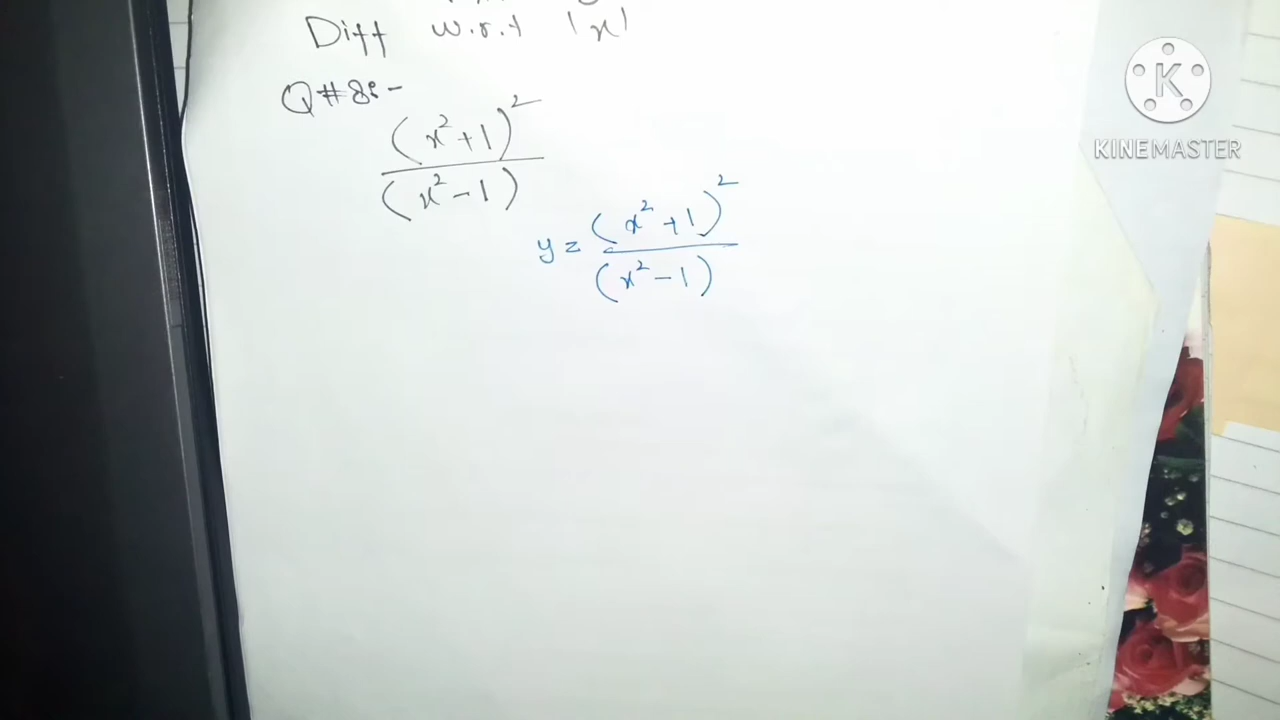 Diff w.r.t 'x'
Q#8:-
(x²+1)²
(x²-1)
y = (x²+1)²
(x²-1)
K
KINEMASTER